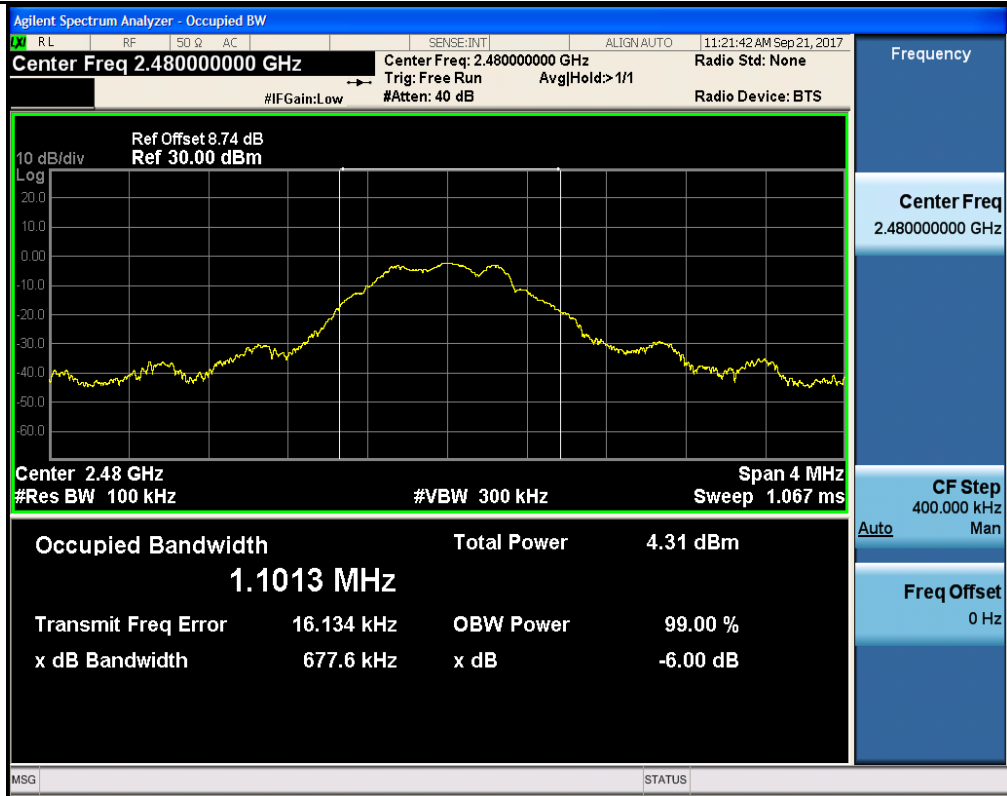 Agilent Spectrum Analyzer - Occupied BW
LXI RL RF 50 Ω AC SENSE:INT ALIGN AUTO 11:21:42 AM Sep 21, 2017
Center Freq 2.480000000 GHz
Center Freq: 2.480000000 GHz
Radio Std: None
Trig: Free Run Avg|Hold:> 1/1
#IFGain:Low
#Atten: 40 dB
Radio Device: BTS
Ref Offset 8.74 dB
10 dB/div Ref 30.00 dBm
Log
20.0
10.0
0.00
-10.0
-20.0
-30.0
-40.0
-50.0
-60.0
Center 2.48 GHz Span 4 MHz
#Res BW 100 kHz #VBW 300 kHz Sweep 1.067 ms
Occupied Bandwidth Total Power 4.31 dBm
1.1013 MHz
Transmit Freq Error 16.134 kHz OBW Power 99.00 %
x dB Bandwidth 677.6 kHz x dB -6.00 dB
Frequency
Center Freq
2.480000000 GHz
CF Step
400.000 kHz
Auto Man
Freq Offset
0 Hz
MSG STATUS